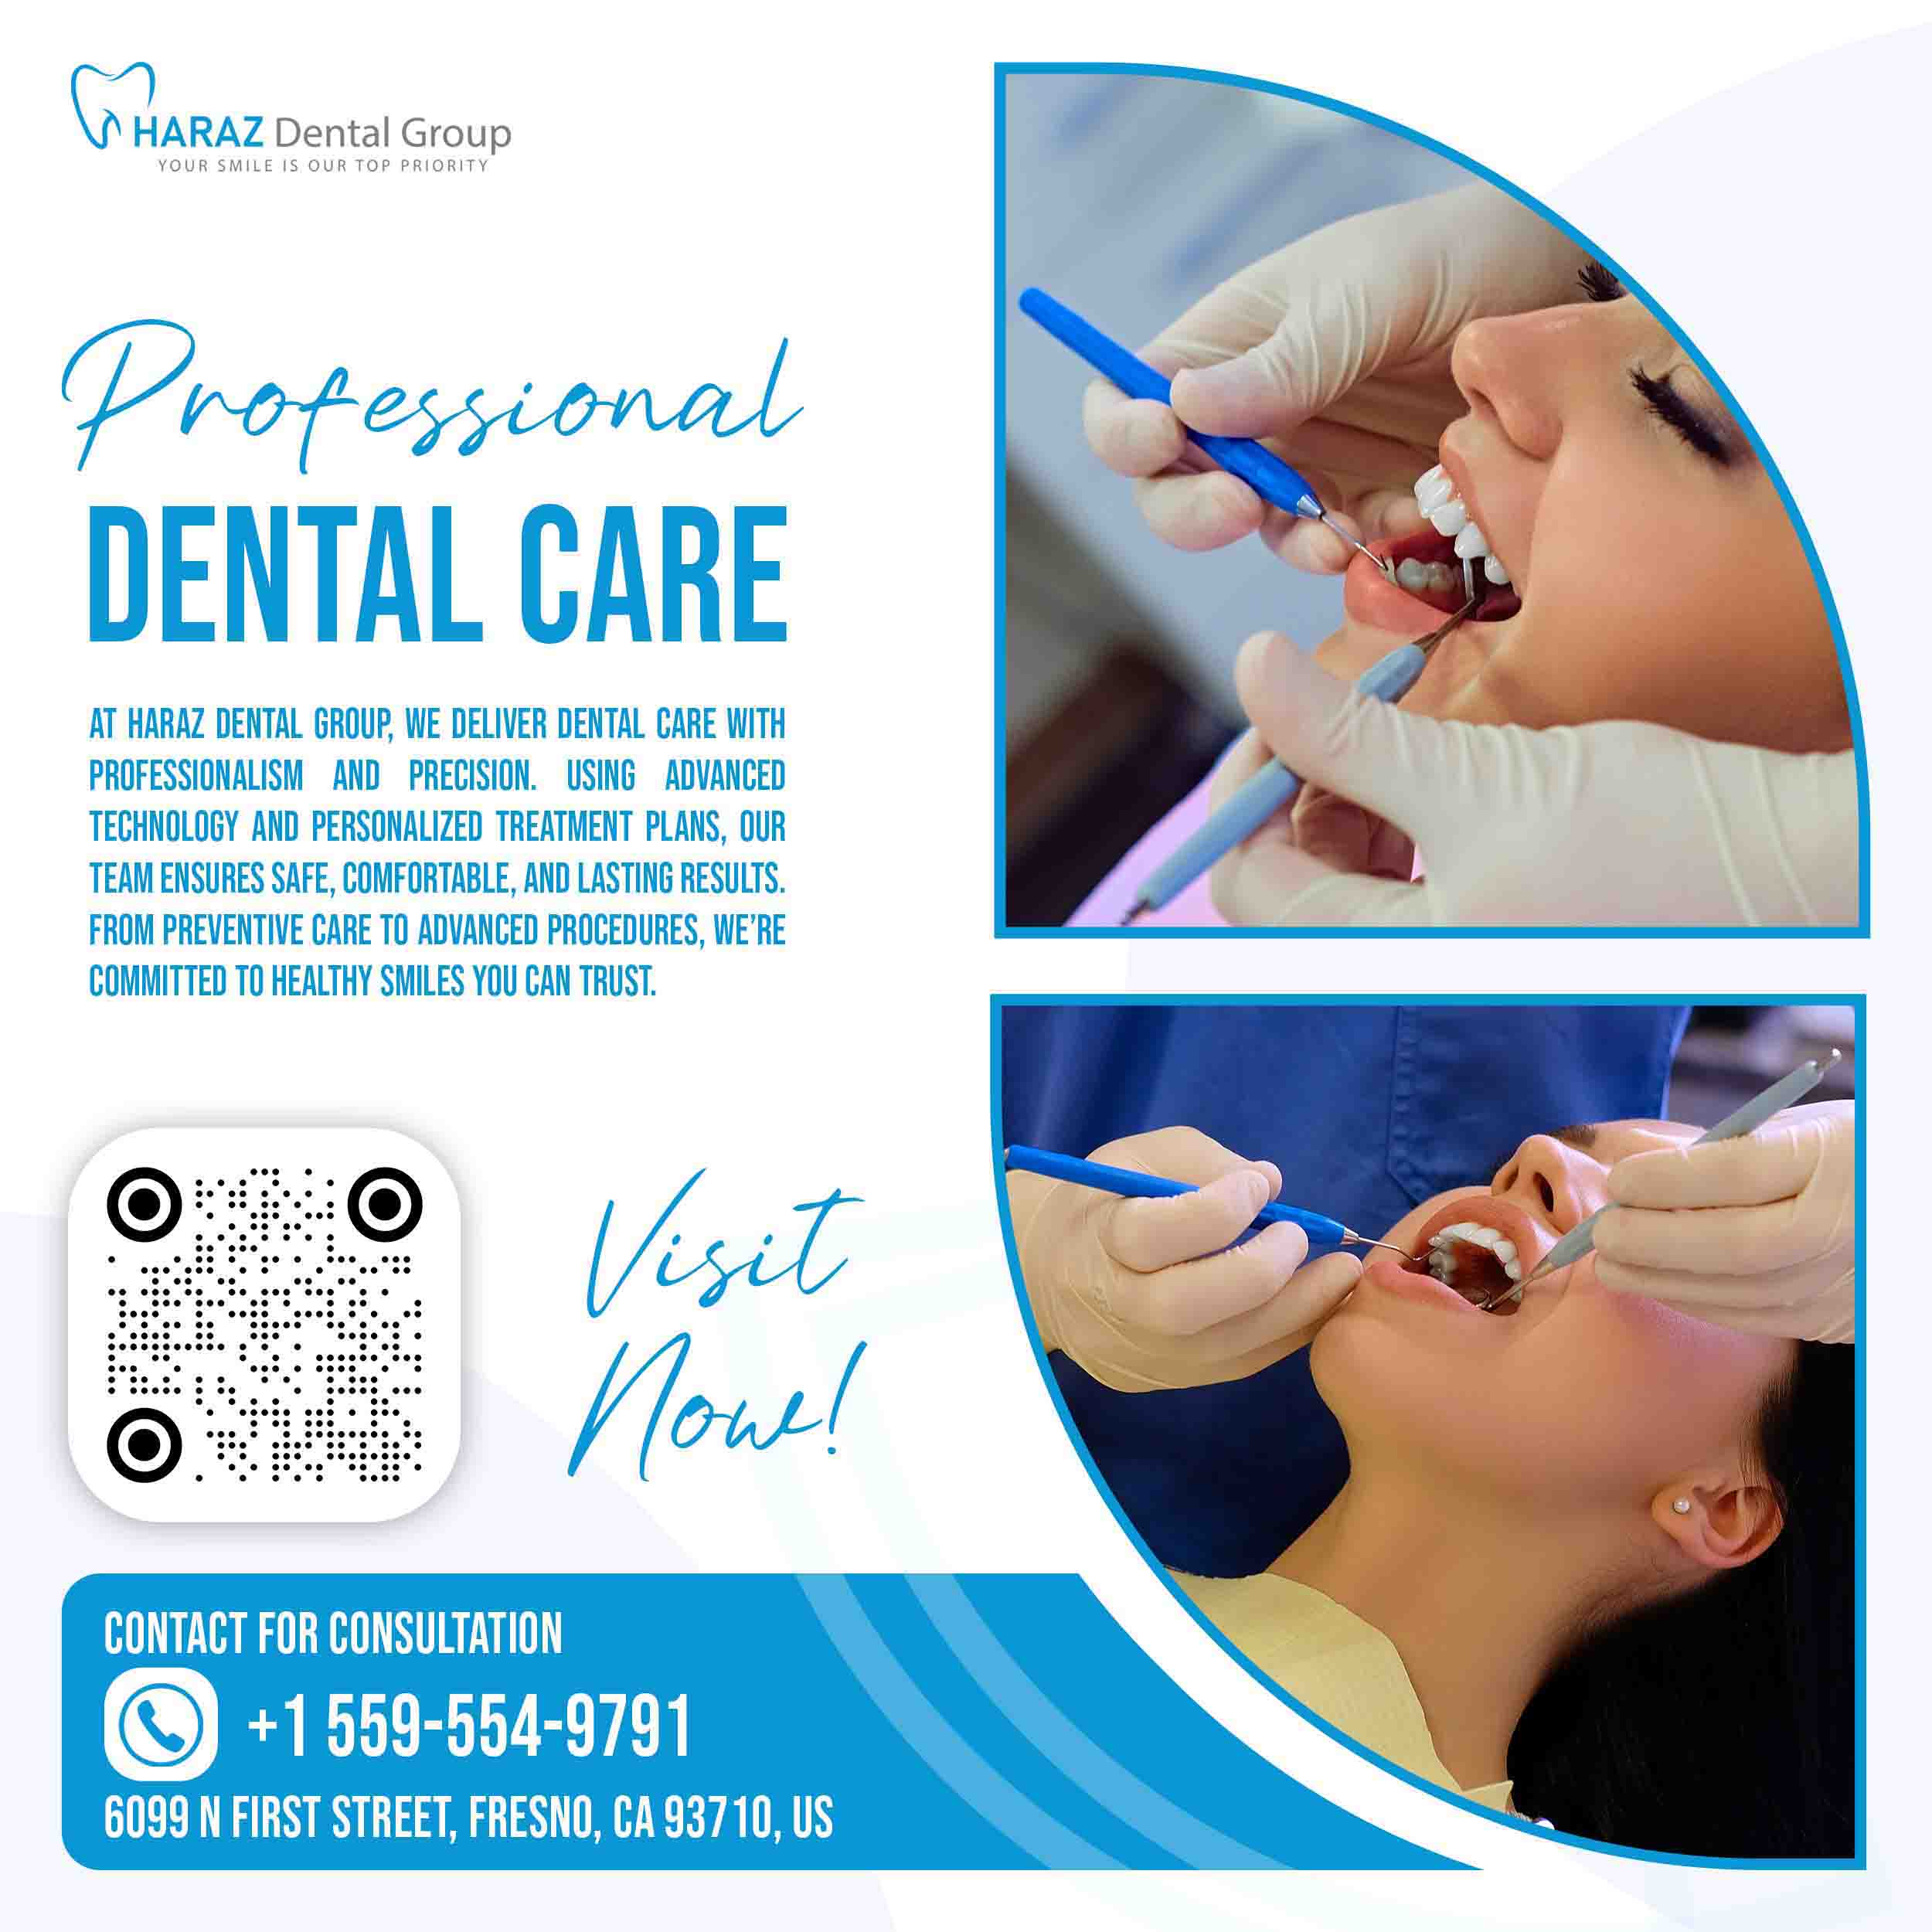 HARAZ Dental Group
YOUR SMILE IS OUR TOP PRIORITY
Professional
DENTAL CARE
AT HARAZ DENTAL GROUP, WE DELIVER DENTAL CARE WITH
PROFESSIONALISM AND PRECISION. USING ADVANCED
TECHNOLOGY AND PERSONALIZED TREATMENT PLANS, OUR
TEAM ENSURES SAFE, COMFORTABLE, AND LASTING RESULTS.
FROM PREVENTIVE CARE TO ADVANCED PROCEDURES, WE'RE
COMMITTED TO HEALTHY SMILES YOU CAN TRUST.
Visit
Now!
CONTACT FOR CONSULTATION
+1 559-554-9791
6099 N FIRST STREET, FRESNO, CA 93710, US